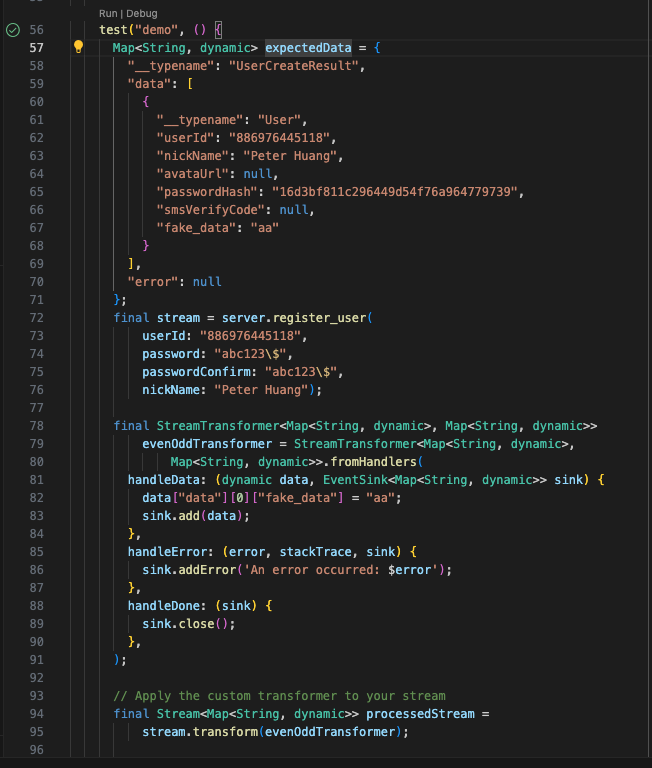 Run | Debug
56 test("demo", () {
57 Map<String, dynamic> expectedData = {
58 "__typename": "UserCreateResult",
59 "data": [
60 {
61 "__typename": "User",
62 "userId": "886976445118",
63 "nickName": "Peter Huang",
64 "avataUrl": null,
65 "passwordHash": "16d3bf811c296449d54f76a964779739",
66 "smsVerifyCode": null,
67 "fake_data": "aa"
68 }
69 ],
70 "error": null
71 };
72 final stream = server.register_user(
73 userId: "886976445118",
74 password: "abc123\$",
75 passwordConfirm: "abc123\$",
76 nickName: "Peter Huang");
77
78 final StreamTransformer<Map<String, dynamic>, Map<String, dynamic>>
79 evenOddTransformer = StreamTransformer<Map<String, dynamic>,
80 Map<String, dynamic>>.fromHandlers(
81 handleData: (dynamic data, EventSink<Map<String, dynamic>> sink) {
82 data["data"][0]["fake_data"] = "aa";
83 sink.add(data);
84 },
85 handleError: (error, stackTrace, sink) {
86 sink.addError('An error occurred: $error');
87 },
88 handleDone: (sink) {
89 sink.close();
90 },
91 );
92
93 // Apply the custom transformer to your stream
94 final Stream<Map<String, dynamic>> processedStream =
95 stream.transform(evenOddTransformer);
96